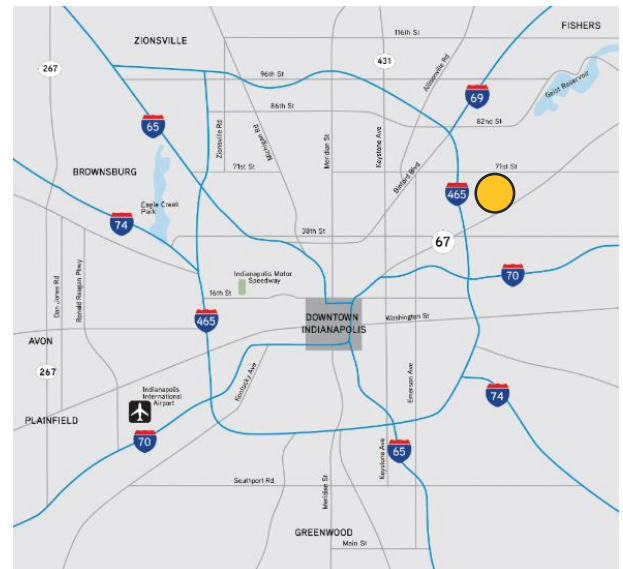 FISHERS
116th St
ZIONSVILLE
267
431
Allisonville Rd
96th St
Geist Reservoir
86th St
69
65
82nd St
Zionsville Rd
Michigan Rd
Meridian St
Keystone Ave
Binford Blvd
71st St
71st St
BROWNSBURG
465
Eagle Creek
Park
74
38th St
67
Indianapolis Motor
Speedway
70
Dan Jones Rd
Ronald Reagan Pkwy
16th St
DOWNTOWN
INDIANAPOLIS
Washington St
465
AVON
267
Indianapolis
International
Airport
Kentucky Ave
Emerson Ave
74
PLAINFIELD
70
Keystone Ave
65
Southport Rd
Meridian St
GREENWOOD
Main St